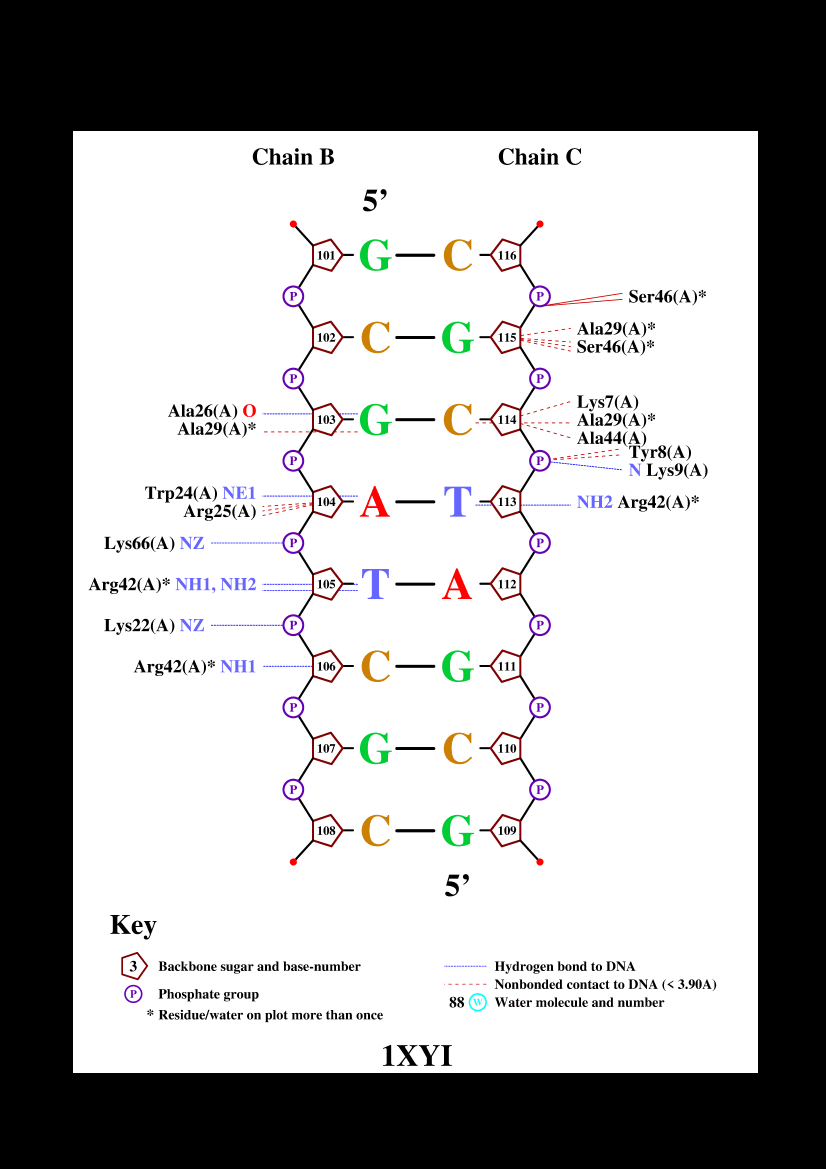 Chain B Chain C
5’
101 G C 116
P P Ser46(A)*
Ala29(A)*
102 C G 115
Ser46(A)*
P P
Lys7(A)
Ala26(A) O
103 G C 114 Ala29(A)*
Ala29(A)*
Ala44(A)
Tyr8(A)
P P
N Lys9(A)
Trp24(A) NE1
104 A T 113 NH2 Arg42(A)*
Arg25(A)
Lys66(A) NZ P P
Arg42(A)* NH1, NH2 105 T A 112
Lys22(A) NZ P P
Arg42(A)* NH1 106 C G 111
P P
107 G C 110
P P
108 C G 109
5’
Key
3 Backbone sugar and base-number
P Phosphate group
* Residue/water on plot more than once
Hydrogen bond to DNA
Nonbonded contact to DNA (< 3.90A)
88 W Water molecule and number
1XYI